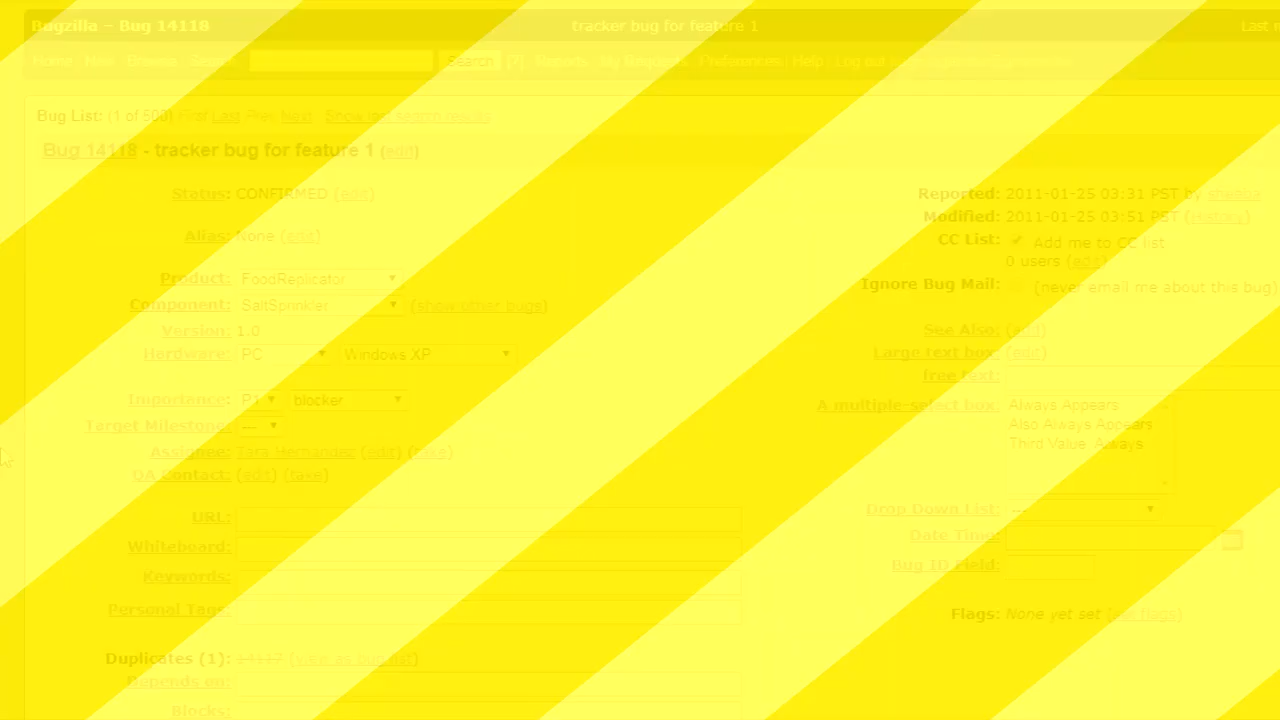 Bugzilla – Bug 14118 tracker bug for feature 1 Last
Home New Browse Search Search [?] Reports My Requests Preferences | Help Log out
Bug List: (1 of 500) First Last Prev Next Show last search results
Bug 14118 - tracker bug for feature 1 (edit)
Status: CONFIRMED (edit)
Alias: None (edit)
Product: FoodReplicator
Component: SaltSprinkler (show other bugs)
Version: 1.0
Hardware: PC Windows XP
Importance: P1 blocker
Target Milestone: ---
Assignee: Tara Hernandez (edit) (take)
QA Contact: (edit) (take)
URL:
Whiteboard:
Keywords:
Personal Tags:
Duplicates (1): 14117 (view as bug list)
Depends on:
Blocks:
Reported: 2011-01-25 03:31 PST by
Modified: 2011-01-25 03:51 PST (History)
CC List: Add me to CC list
0 users (edit)
Ignore Bug Mail: (never email me about this bug)
See Also: (edit)
Large text box: (edit)
free text:
A multiple-select box: Always Appears
Also Always Appears
Third Value. Always
Drop Down List: ---
Date Time:
Bug ID Field:
Flags: None yet set (set flags)